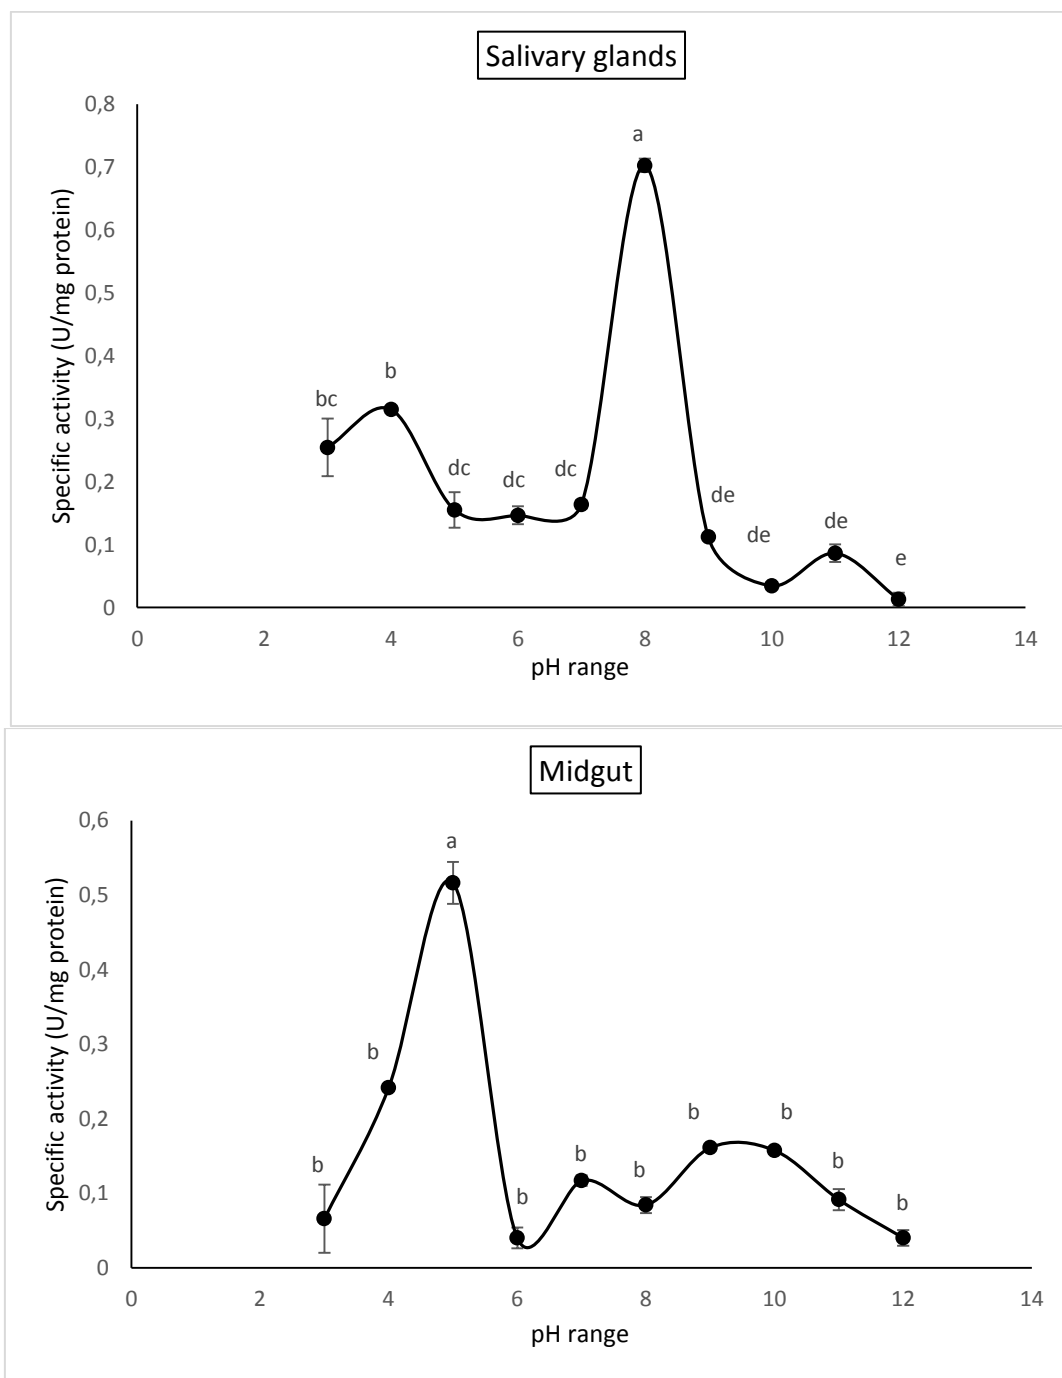 Salivary glands
Specific activity (U/mg protein)
0,8
0,7
0,6
0,5
0,4
0,3
0,2
0,1
0
a
b
bc
dc
dc
dc
de
de
de
e
0 2 4 6 8 10 12 14
pH range
Midgut
Specific activity (U/mg protein)
0,6
0,5
0,4
0,3
0,2
0,1
0
a
b
b
b
b
b
b
b
b
b
0 2 4 6 8 10 12 14
pH range